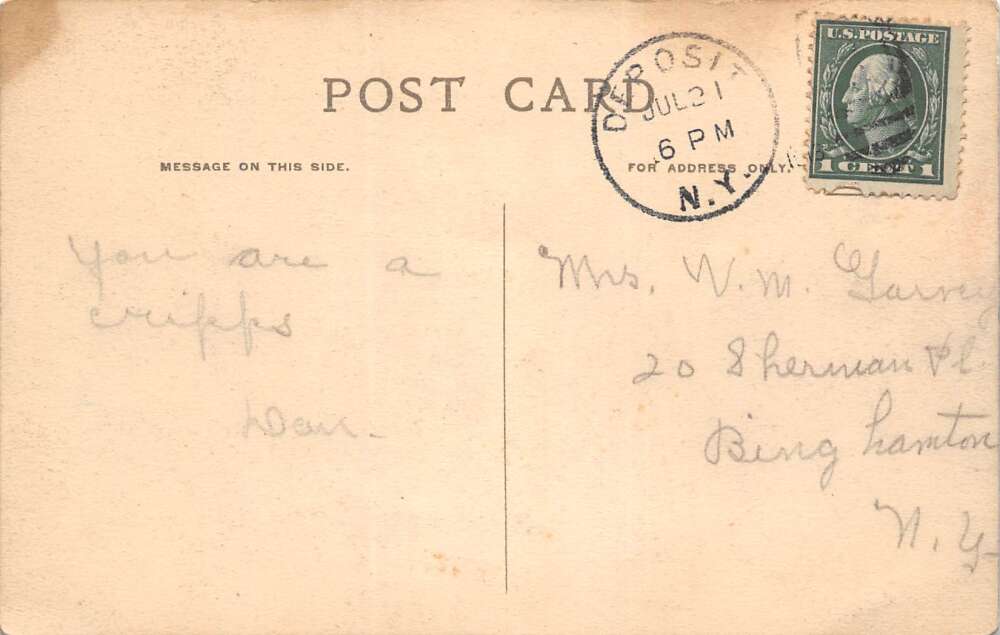 POST CARD
MESSAGE ON THIS SIDE.
FOR ADDRESS ONLY.
DEPOSIT
JUL 21
6 PM
N.Y.
U.S. POSTAGE
1 CENT 1
You are a
cripps
Mrs. W. M. Garvey
20 Sherman Pl.
Binghamton
N. Y.